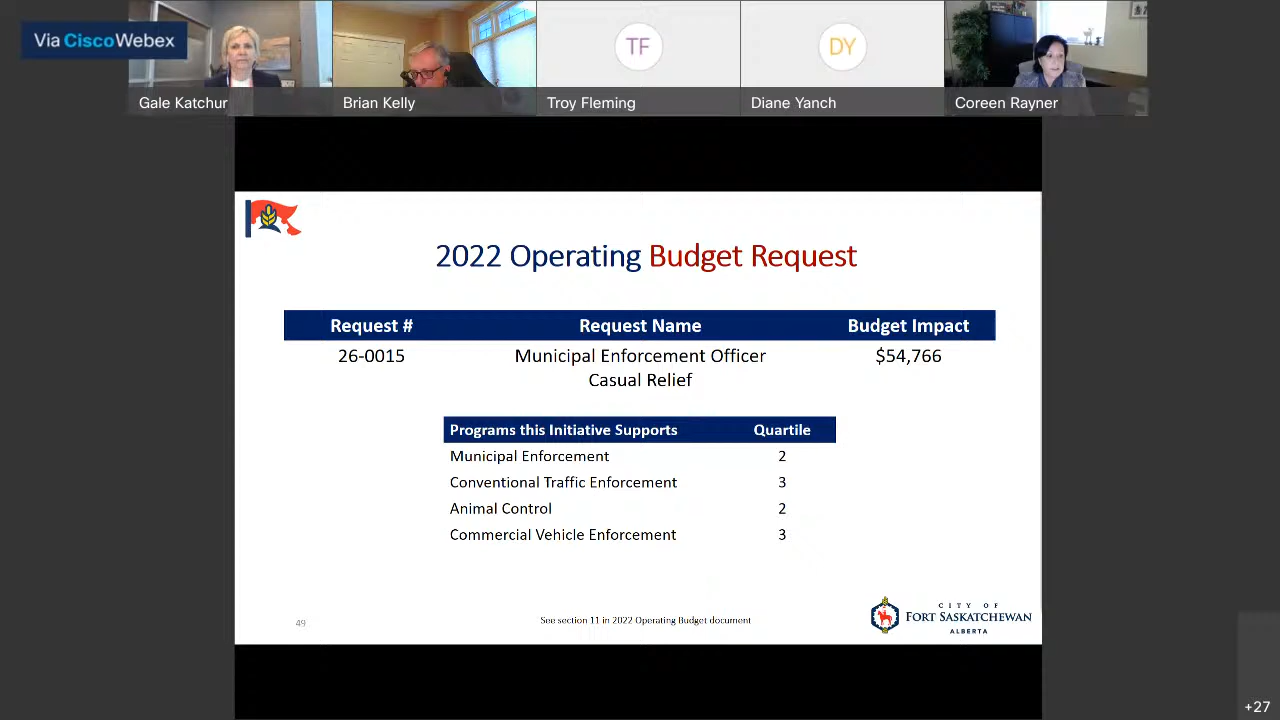 Via Cisco Webex
Gale Katchur
Brian Kelly
TF
Troy Fleming
DY
Diane Yanch
Coreen Rayner
2022 Operating Budget Request
Request # Request Name Budget Impact
26-0015 Municipal Enforcement Officer $54,766
Casual Relief
Programs this Initiative Supports Quartile
Municipal Enforcement 2
Conventional Traffic Enforcement 3
Animal Control 2
Commercial Vehicle Enforcement 3
49
See section 11 in 2022 Operating Budget document
CITY OF
FORT SASKATCHEWAN
ALBERTA
+27